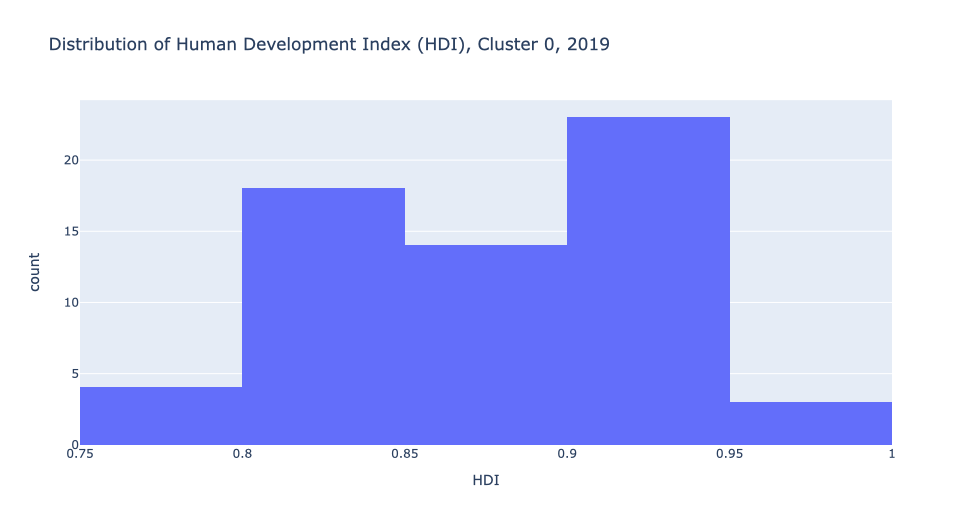 Distribution of Human Development Index (HDI), Cluster 0, 2019
count
20
15
10
5
0
0.75 0.8 0.85 0.9 0.95 1
HDI